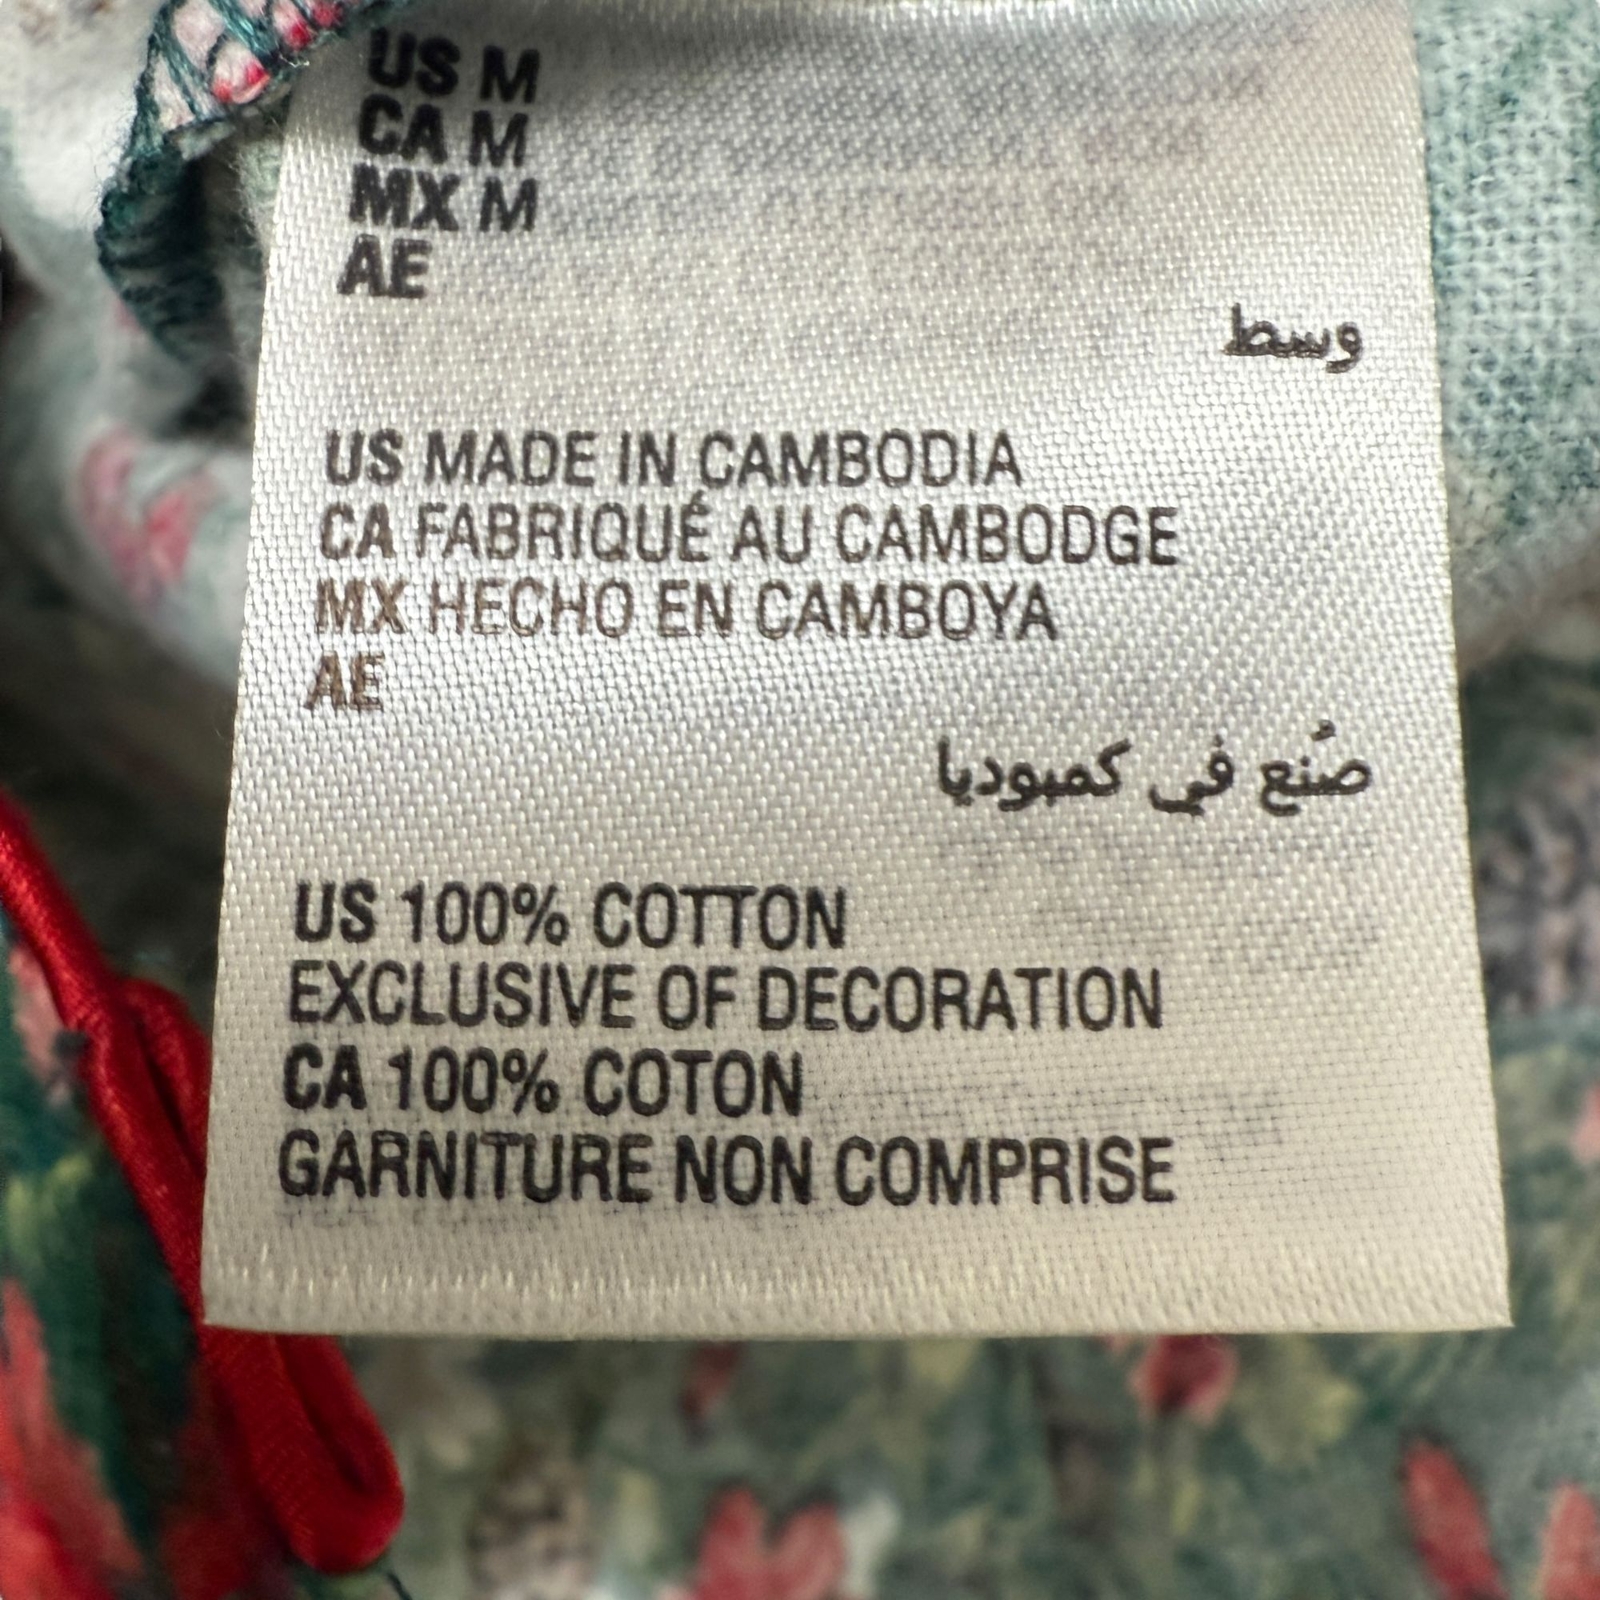 US M
CA M
MX M
AE
وسط
US MADE IN CAMBODIA
CA FABRIQUÉ AU CAMBODGE
MX HECHO EN CAMBOYA
AE
صُنع في كمبوديا
US 100% COTTON
EXCLUSIVE OF DECORATION
CA 100% COTON
GARNITURE NON COMPRISE